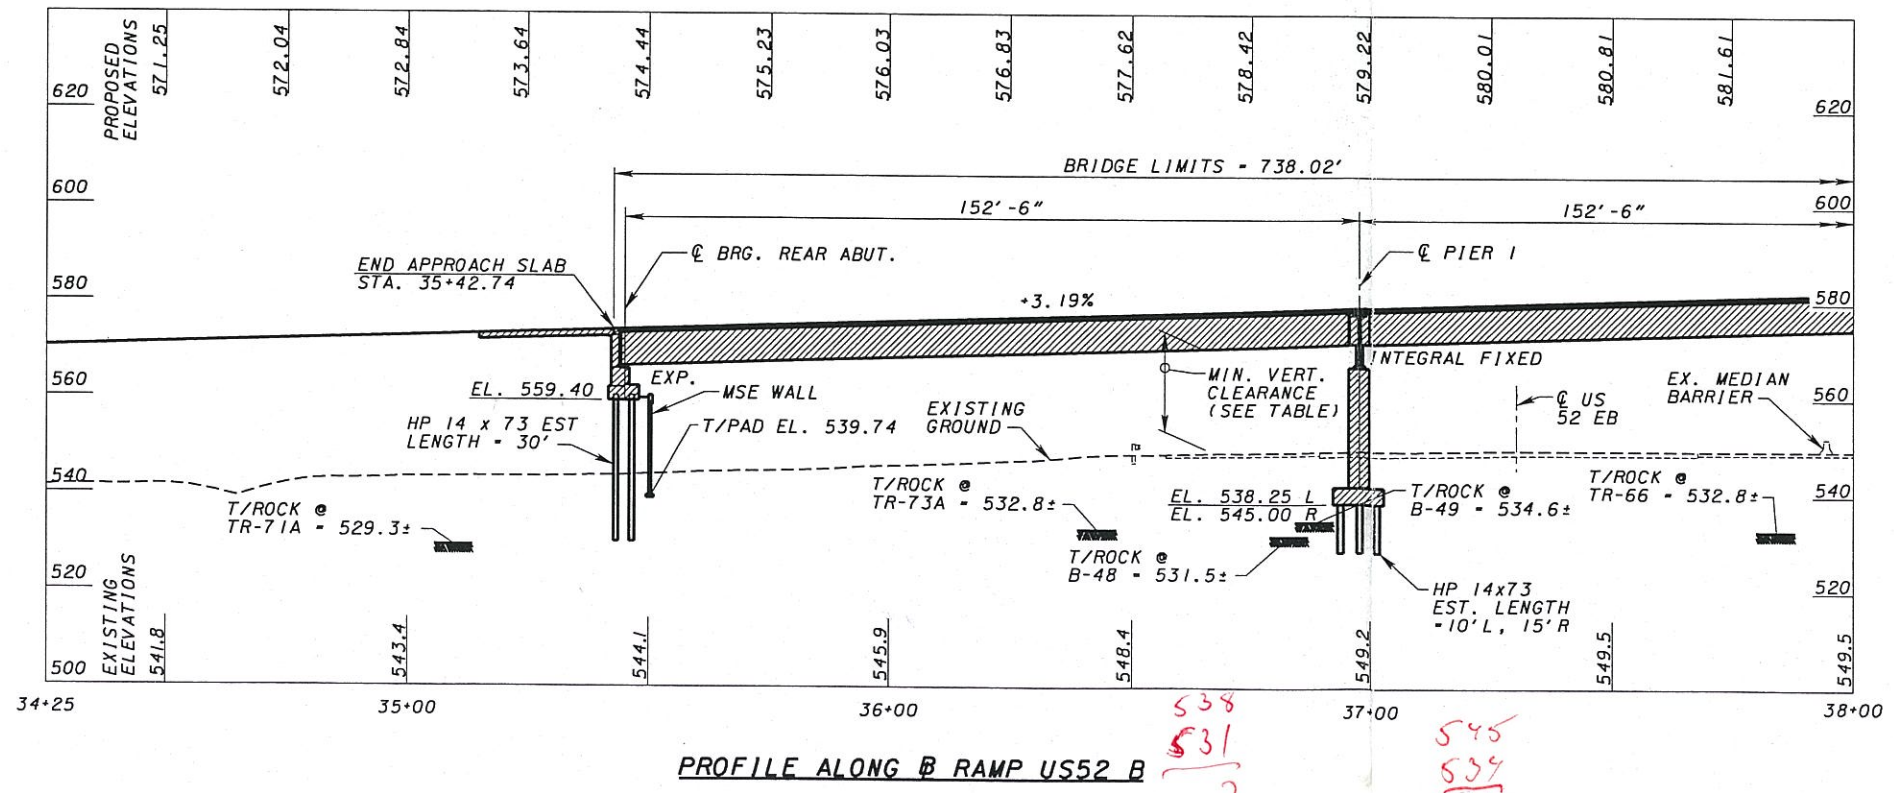 PROPOSED
ELEVATIONS
571.25
572.04
572.84
573.64
574.44
575.23
576.03
576.83
577.62
578.42
579.22
580.01
580.81
581.61
620
620
BRIDGE LIMITS = 738.02'
600
600
152'-6"
152'-6"
END APPROACH SLAB
STA. 35+42.74
℄ BRG. REAR ABUT.
℄ PIER 1
580
+3.19%
580
560
EL. 559.40
EXP.
MSE WALL
HP 14 x 73 EST
LENGTH = 30'
T/PAD EL. 539.74
EXISTING
GROUND
MIN. VERT.
CLEARANCE
(SEE TABLE)
INTEGRAL FIXED
℄ US
52 EB
EX. MEDIAN
BARRIER
560
540
T/ROCK @
TR-71A = 529.3±
T/ROCK @
TR-73A = 532.8±
EL. 538.25 L
EL. 545.00 R
T/ROCK @
B-49 = 534.6±
T/ROCK @
TR-66 = 532.8±
540
T/ROCK @
B-48 = 531.5±
HP 14x73
EST. LENGTH
=10'L, 15'R
520
520
EXISTING
ELEVATIONS
541.8
543.4
544.1
545.9
548.4
549.2
549.5
549.5
500
34+25
35+00
36+00
37+00
38+00
538
531
545
534
PROFILE ALONG ℄ RAMP US52 B